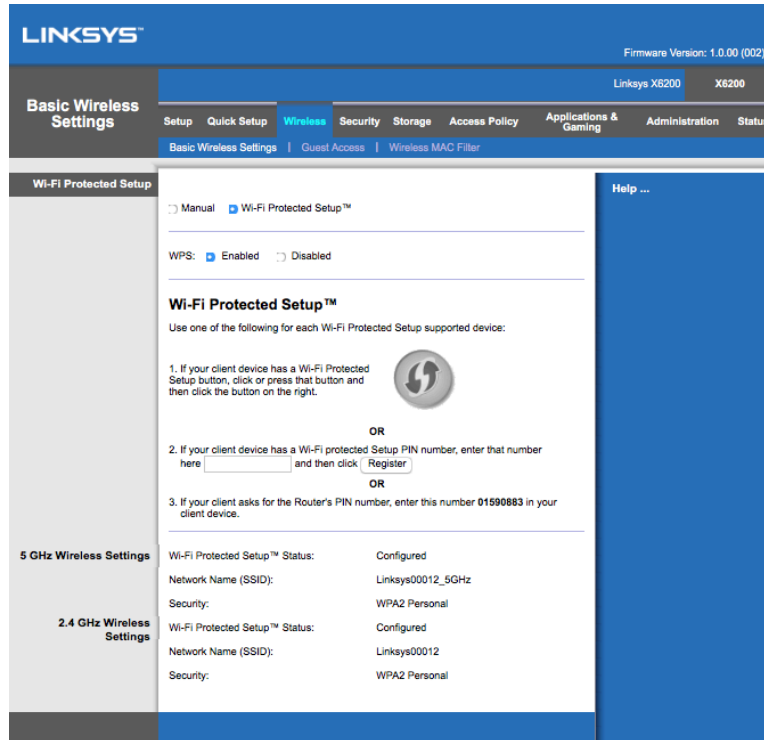 LINKSYS™
Firmware Version: 1.0.00 (002)
Linksys X6200 X6200
Basic Wireless
Settings
Setup Quick Setup Wireless Security Storage Access Policy Applications &
Gaming Administration Statu
Basic Wireless Settings | Guest Access | Wireless MAC Filter
Wi-Fi Protected Setup
Help ...
Manual Wi-Fi Protected Setup™
WPS: Enabled Disabled
Wi-Fi Protected Setup™
Use one of the following for each Wi-Fi Protected Setup supported device:
1. If your client device has a Wi-Fi Protected
Setup button, click or press that button and
then click the button on the right.
OR
2. If your client device has a Wi-Fi protected Setup PIN number, enter that number
here and then click Register
OR
3. If your client asks for the Router's PIN number, enter this number 01590883 in your
client device.
5 GHz Wireless Settings Wi-Fi Protected Setup™ Status: Configured
Network Name (SSID): Linksys00012_5GHz
Security: WPA2 Personal
2.4 GHz Wireless
Settings
Wi-Fi Protected Setup™ Status: Configured
Network Name (SSID): Linksys00012
Security: WPA2 Personal